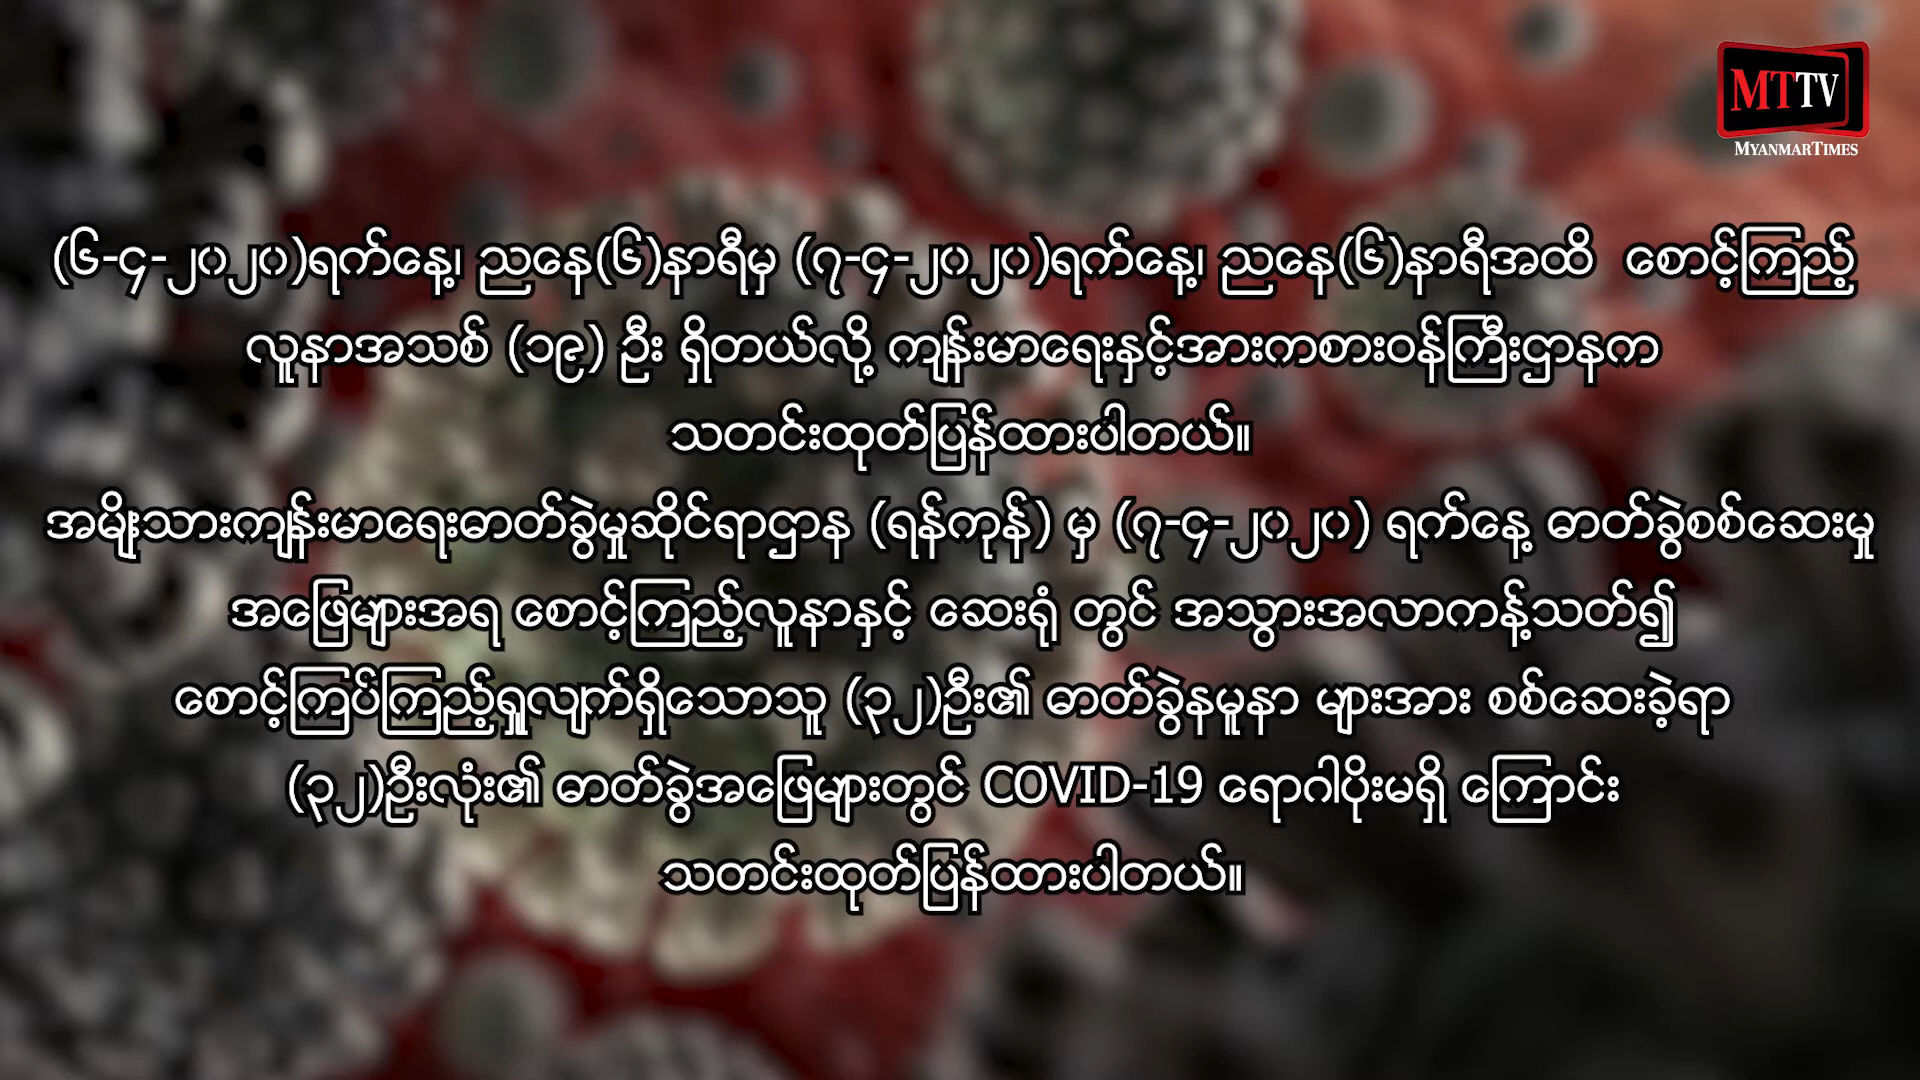 MTTV
MYANMARTIMES
(၆-၄-၂၀၂၀)ရက်နေ့၊ ညနေ(၆)နာရီမှ (၇-၄-၂၀၂၀)ရက်နေ့၊ ညနေ(၆)နာရီအထိ စောင့်ကြည့်
လူနာအသစ် (၁၉) ဦး ရှိတယ်လို့ ကျန်းမာရေးနှင့်အားကစားဝန်ကြီးဌာနက
သတင်းထုတ်ပြန်ထားပါတယ်။
အမျိုးသားကျန်းမာရေးဓာတ်ခွဲမှုဆိုင်ရာဌာန (ရန်ကုန်) မှ (၇-၄-၂၀၂၀) ရက်နေ့ ဓာတ်ခွဲစစ်ဆေးမှု
အဖြေများအရ စောင့်ကြည့်လူနာနှင့် ဆေးရုံ တွင် အသွားအလာကန့်သတ်၍
စောင့်ကြပ်ကြည့်ရှုလျက်ရှိသောသူ (၃၂)ဦး၏ ဓာတ်ခွဲနမူနာ များအား စစ်ဆေးခဲ့ရာ
(၃၂)ဦးလုံး၏ ဓာတ်ခွဲအဖြေများတွင် COVID-19 ရောဂါပိုးမရှိ ကြောင်း
သတင်းထုတ်ပြန်ထားပါတယ်။